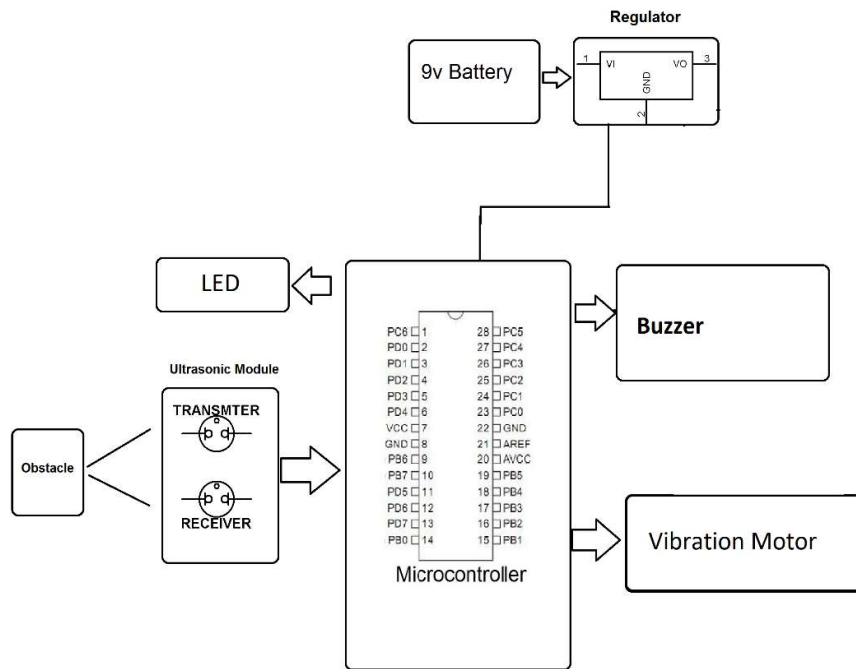 Regulator
9v Battery
1 VI VO 3
GND
2
LED
Buzzer
PC6 1 28 PC5
PD0 2 27 PC4
PD1 3 26 PC3
PD2 4 25 PC2
PD3 5 24 PC1
PD4 6 23 PC0
VCC 7 22 GND
GND 8 21 AREF
PB6 9 20 AVCC
PB7 10 19 PB5
PD5 11 18 PB4
PD6 12 17 PB3
PD7 13 16 PB2
PB0 14 15 PB1
Microcontroller
Ultrasonic Module
TRANSMTER
RECEIVER
Obstacle
Vibration Motor